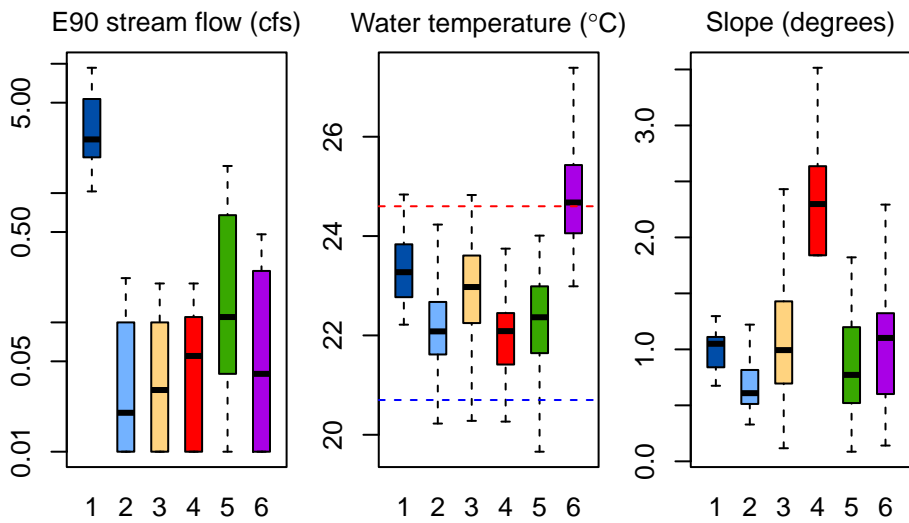 E90 stream flow (cfs)
5.00
0.50
0.05
0.01
1 2 3 4 5 6
Water temperature (°C)
26
24
22
20
1 2 3 4 5 6
Slope (degrees)
3.0
2.0
1.0
0.0
1 2 3 4 5 6